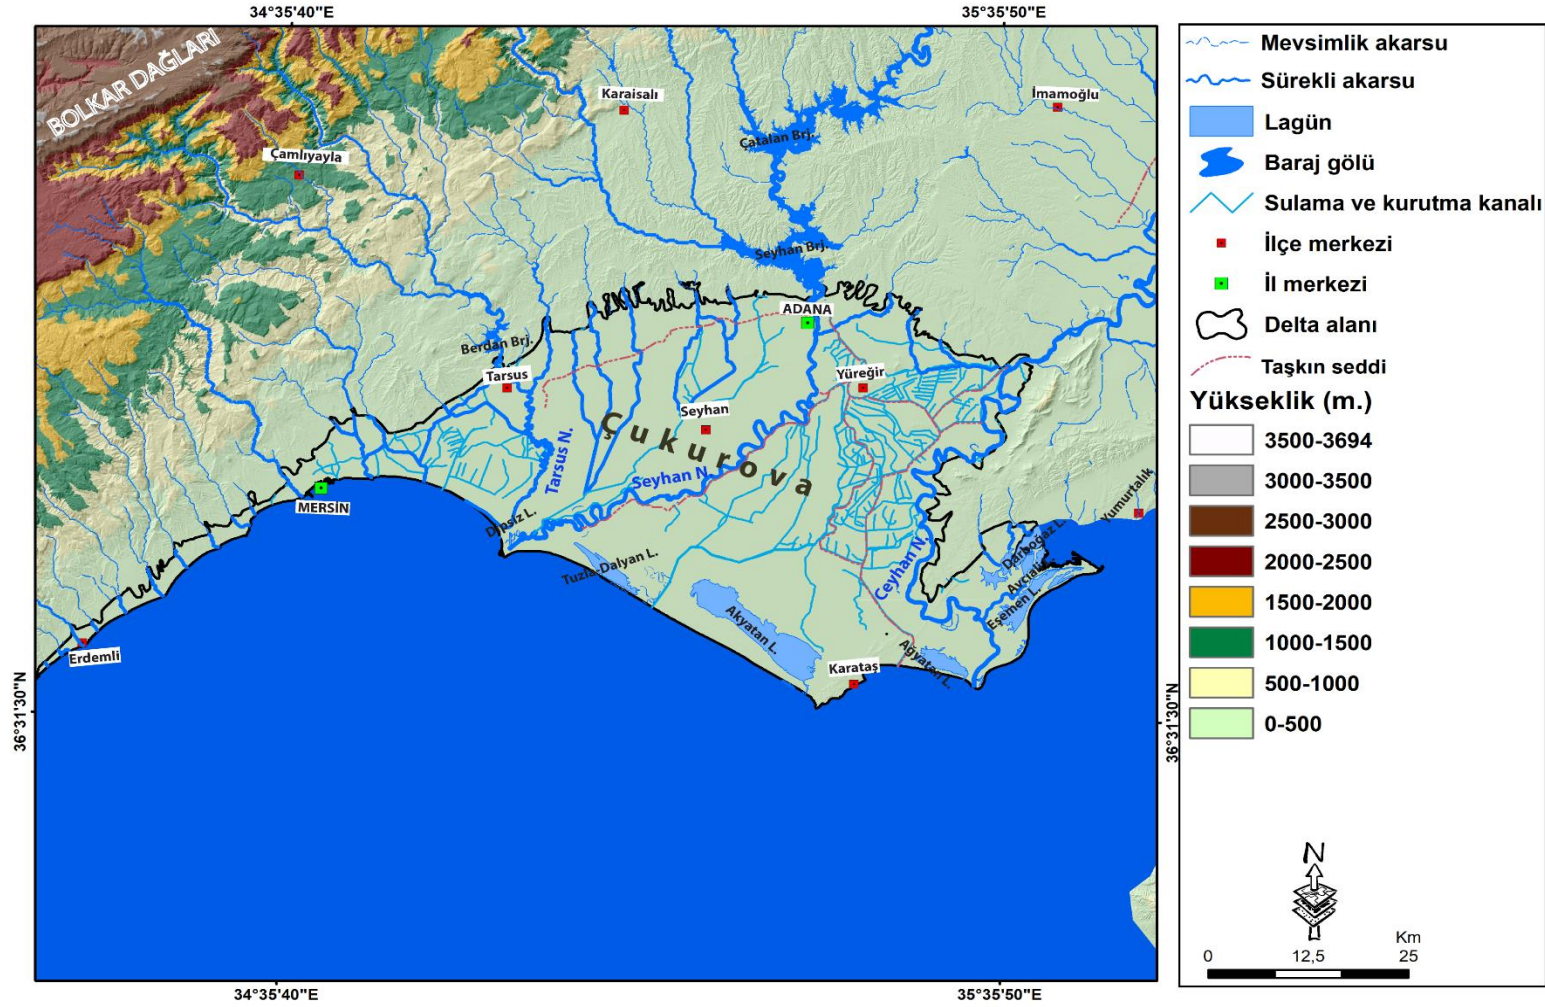 34°35'40"E
35°35'50"E
BOLKAR DAĞLARI
Karaisalı
İmamoğlu
Çatalan Brj.
Çamlıyayla
Seyhan Brj.
ADANA
Berdan Brj.
Tarsus
Yüreğir
Seyhan
Çukurova
Tarsus N.
Seyhan N.
MERSİN
Dipsiz L.
Yumurtalık
Tuzla-Dalyan L.
Ceyhan N.
Darboğaz L.
Avcıali
Eşemen L.
Akyatan L.
Erdemli
Karataş
Ağyatan L.
36°31'30"N
36°31'30"N
34°35'40"E
35°35'50"E
Mevsimlik akarsu
Sürekli akarsu
Lagün
Baraj gölü
Sulama ve kurutma kanalı
İlçe merkezi
İl merkezi
Delta alanı
Taşkın seddi
Yükseklik (m.)
3500-3694
3000-3500
2500-3000
2000-2500
1500-2000
1000-1500
500-1000
0-500
N
Km
0 12,5 25